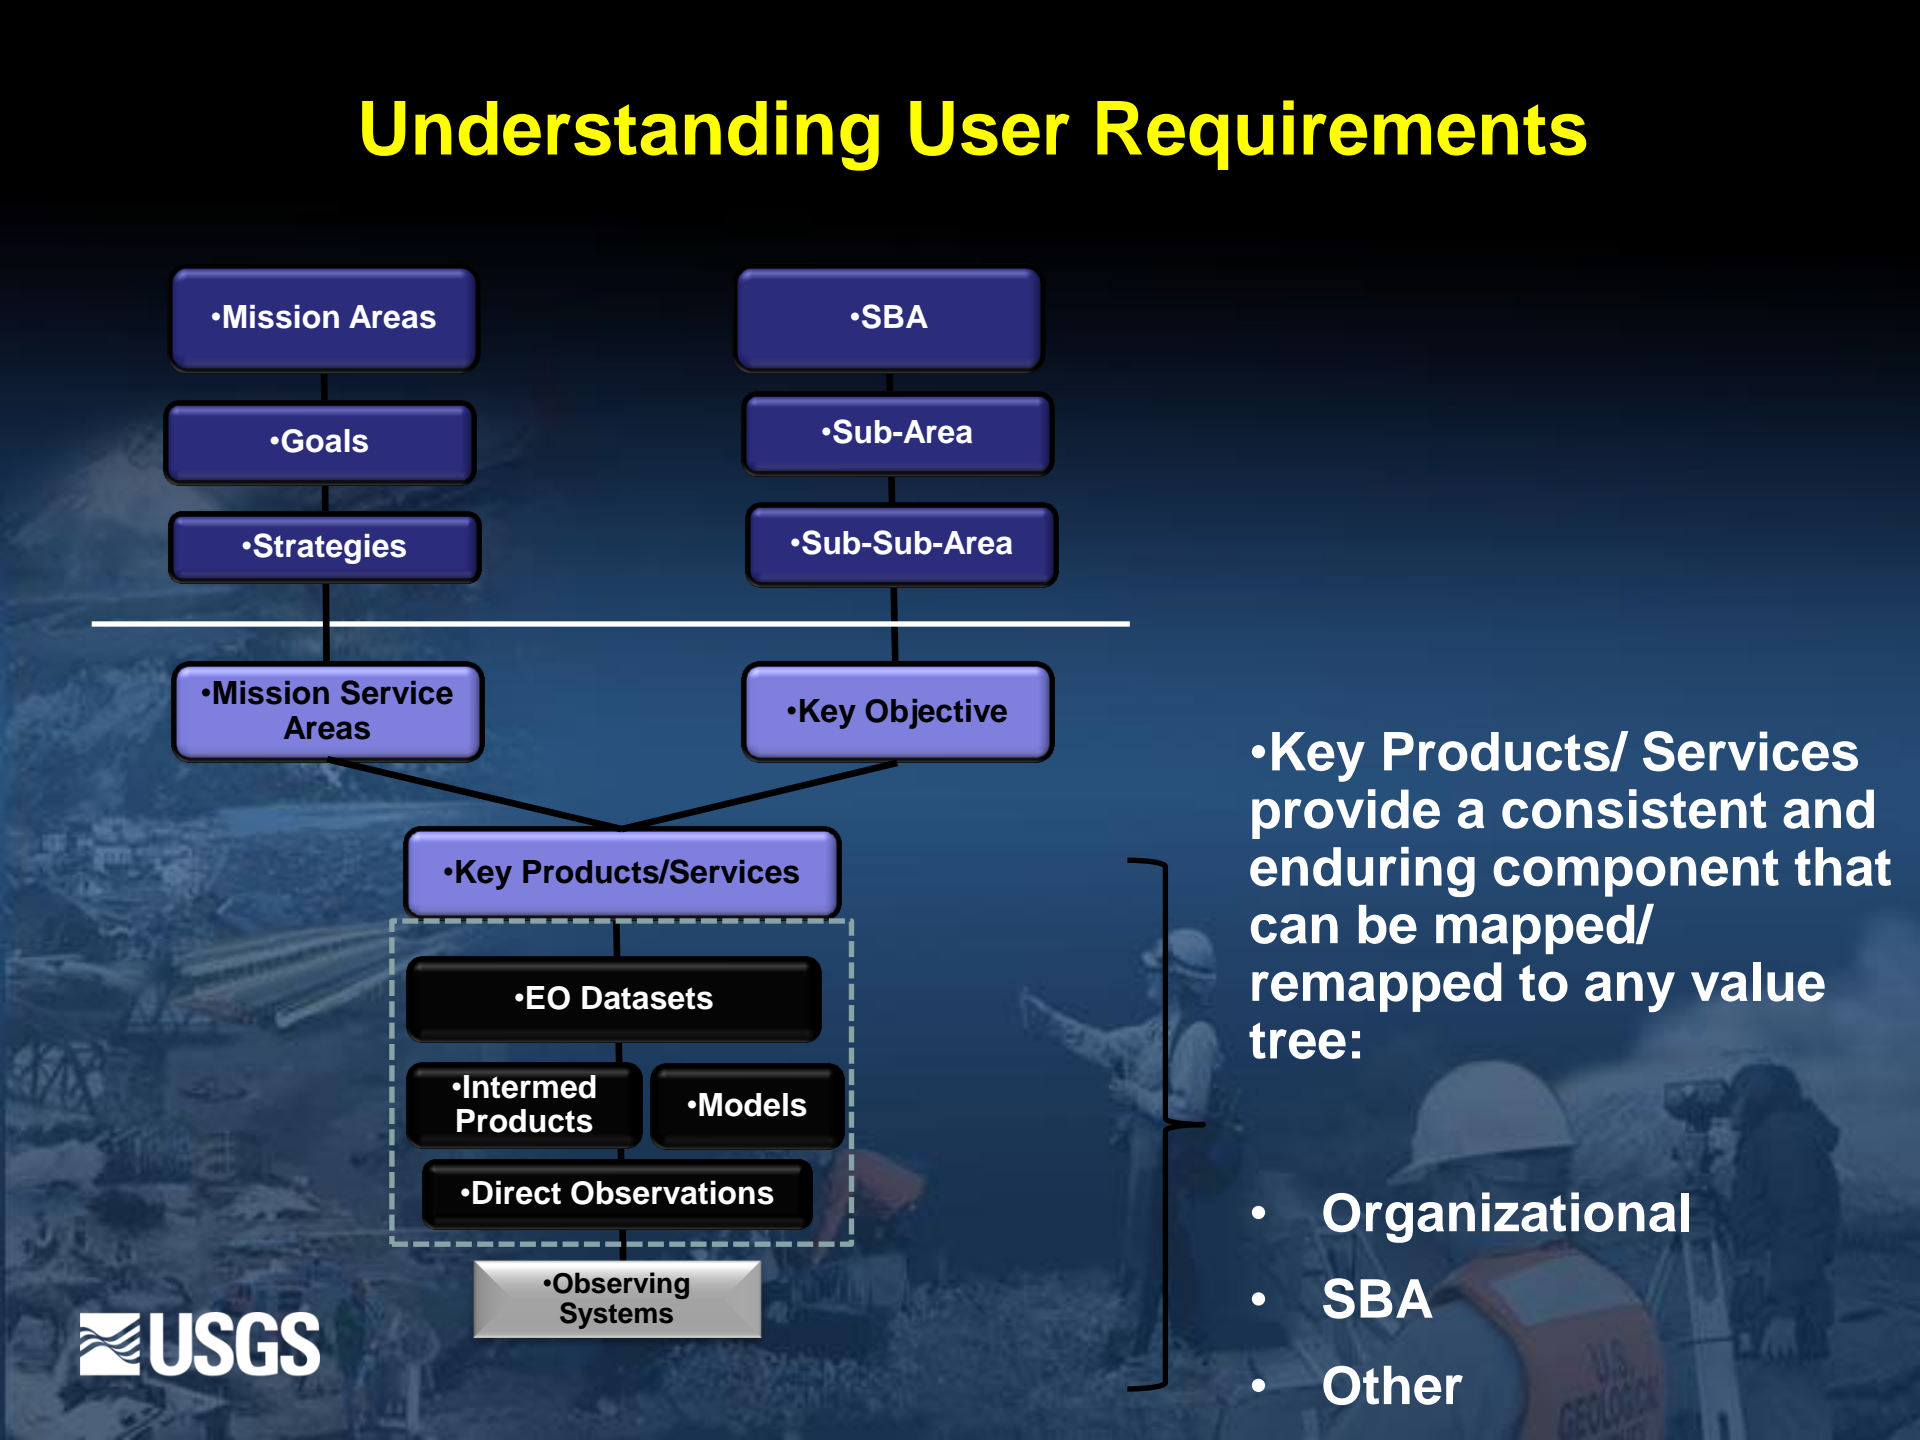 Understanding User Requirements
•Mission Areas
•SBA
•Goals
•Sub-Area
•Strategies
•Sub-Sub-Area
•Mission Service
Areas
•Key Objective
•Key Products/Services
•EO Datasets
•Intermed
Products
•Models
•Direct Observations
•Observing
Systems
•Key Products/ Services
provide a consistent and
enduring component that
can be mapped/
remapped to any value
tree:
• Organizational
• SBA
• Other
USGS
U.S.
GEOLOGICAL